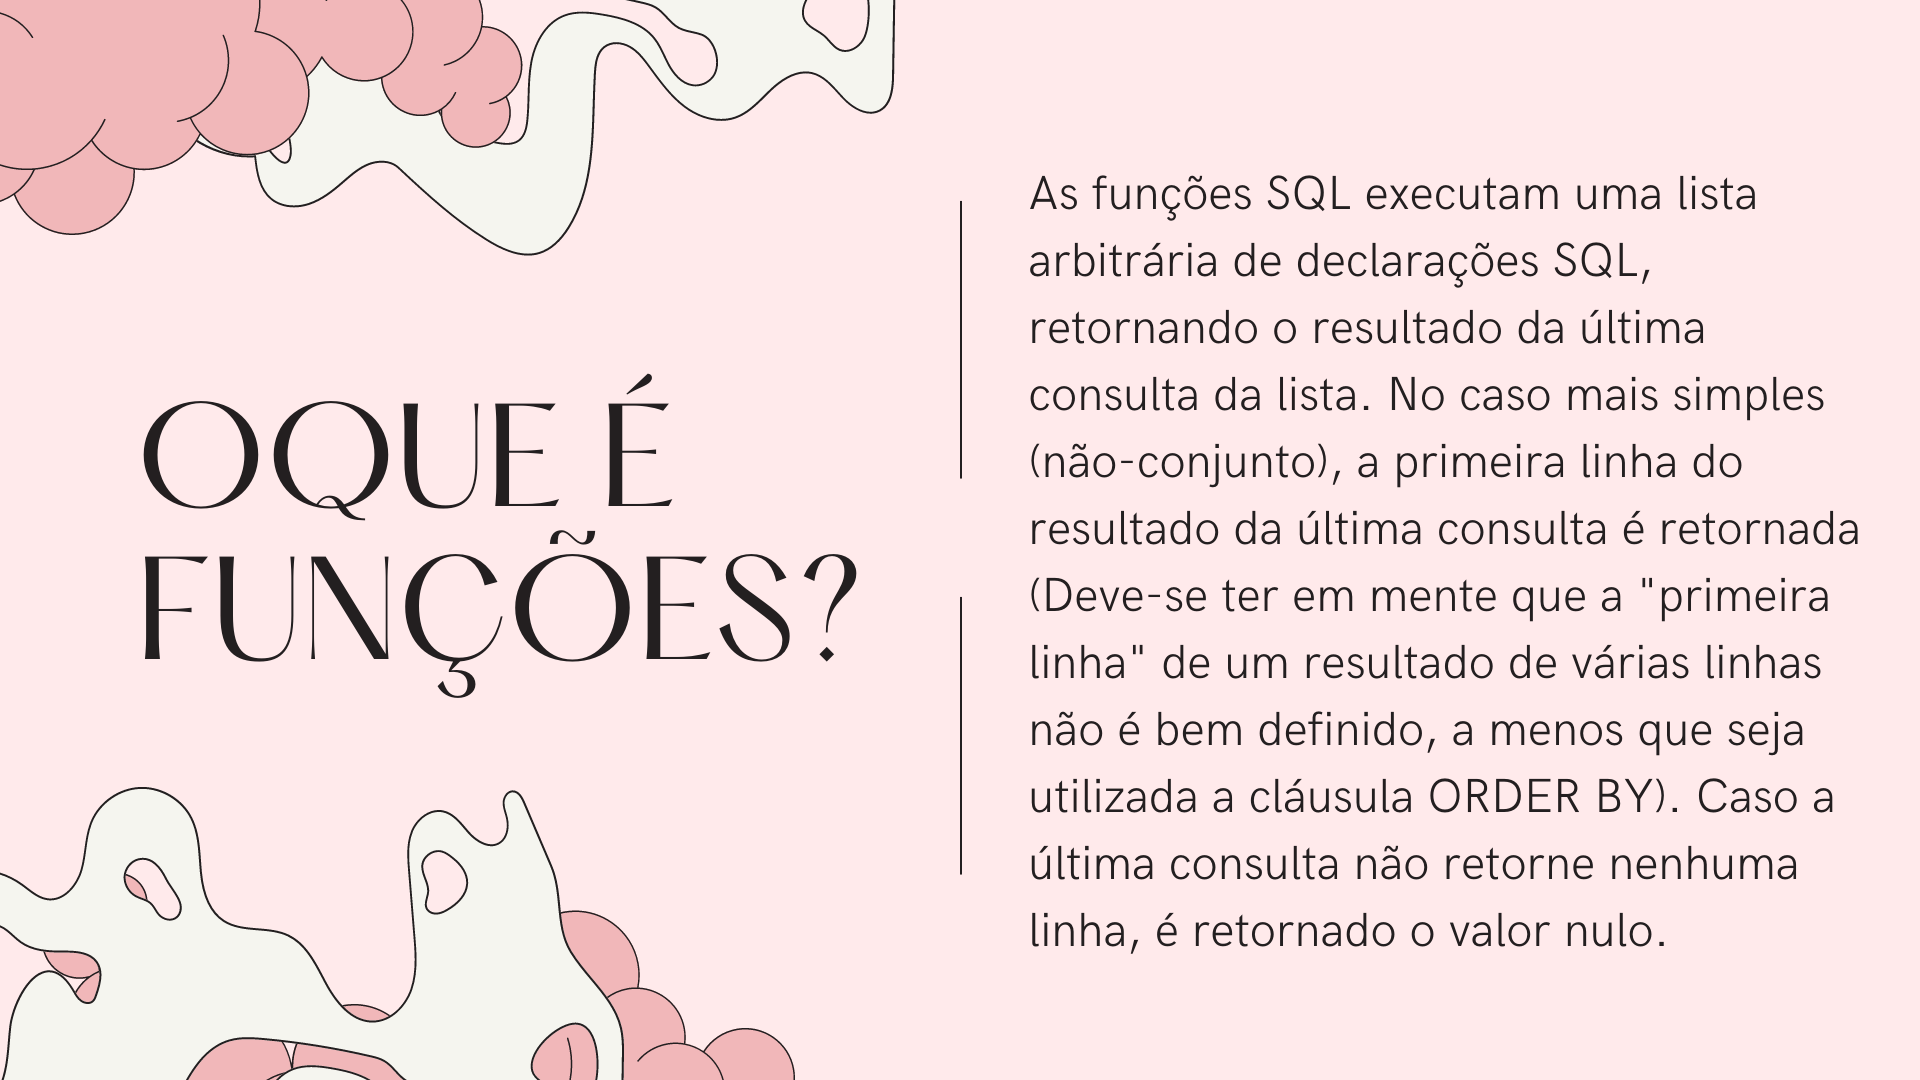 OQUE É
FUNÇÕES?
As funções SQL executam uma lista
arbitrária de declarações SQL,
retornando o resultado da última
consulta da lista. No caso mais simples
(não-conjunto), a primeira linha do
resultado da última consulta é retornada
(Deve-se ter em mente que a "primeira
linha" de um resultado de várias linhas
não é bem definido, a menos que seja
utilizada a cláusula ORDER BY). Caso a
última consulta não retorne nenhuma
linha, é retornado o valor nulo.